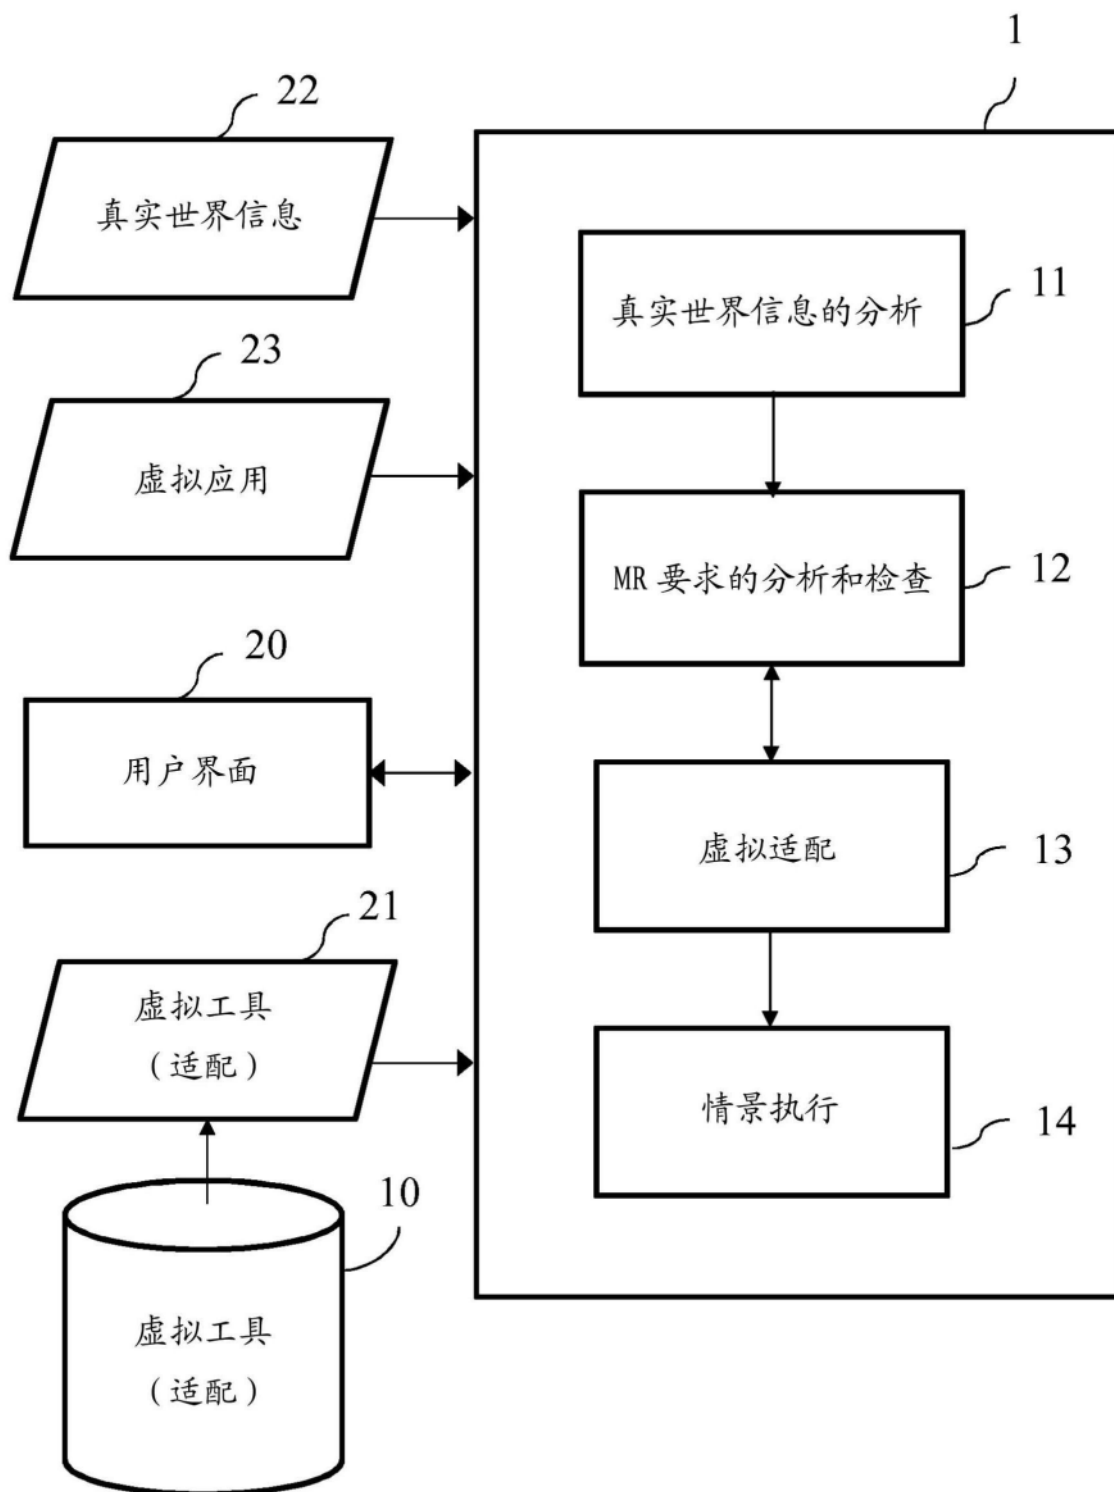 1
22
真实世界信息
11
真实世界信息的分析
23
虚拟应用
12
MR 要求的分析和检查
20
用户界面
13
虚拟适配
21
虚拟工具
（适配）
14
情景执行
10
虚拟工具
（适配）